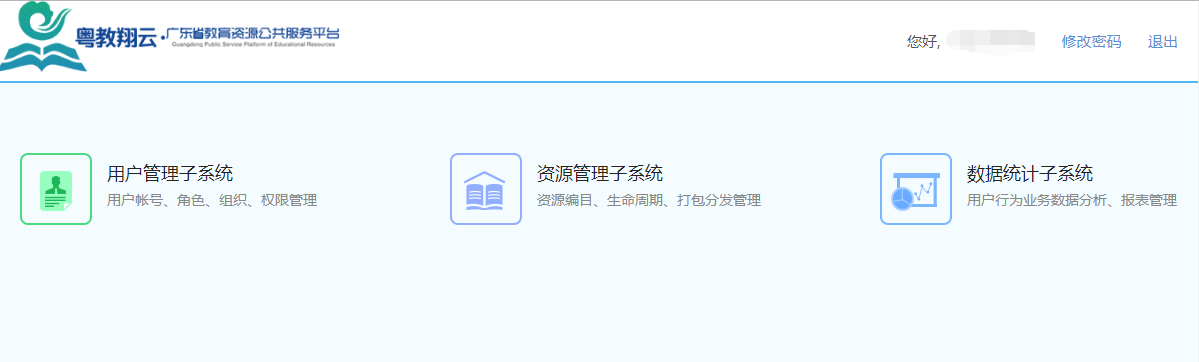 粤教翔云·广东省教育资源公共服务平台
Guangdong Public Service Platform of Educational Resources
您好,
修改密码
退出
用户管理子系统
用户帐号、角色、组织、权限管理
资源管理子系统
资源编目、生命周期、打包分发管理
数据统计子系统
用户行为业务数据分析、报表管理